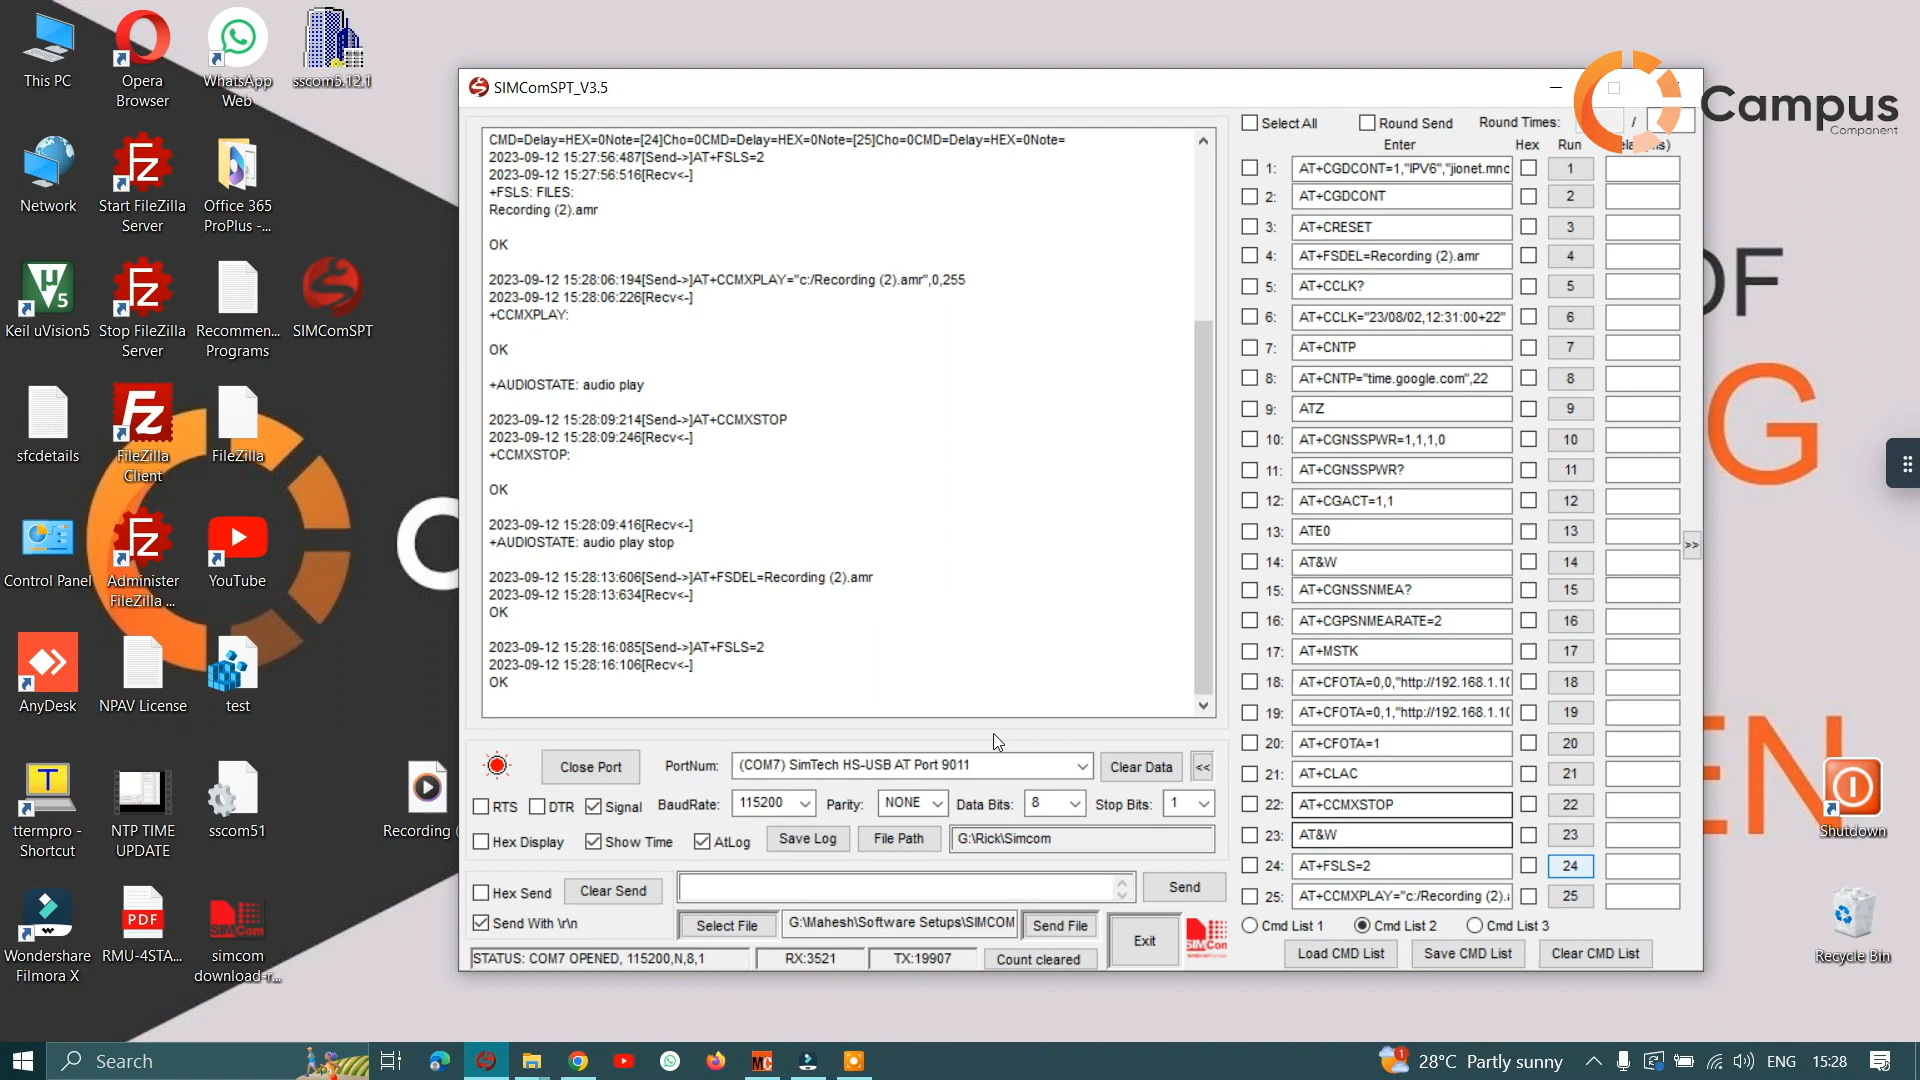 This PC
Opera
Browser
WhatsApp
Web
sscom5.12.1
Network
Start FileZilla
Server
Office 365
ProPlus -...
Keil uVision5
Stop FileZilla
Server
Recommen...
Programs
SIMComSPT
sfcdetails
FileZilla
Client
FileZilla
Control Panel
Administer
FileZilla ...
YouTube
AnyDesk
NPAV License
test
ttermpro -
Shortcut
NTP TIME
UPDATE
sscom51
Recording (
Wondershare
Filmora X
RMU-4STA...
simcom
download-r...
SIMComSPT_V3.5
CMD=Delay=HEX=0Note=[24]Cho=0CMD=Delay=HEX=0Note=[25]Cho=0CMD=Delay=HEX=0Note=
2023-09-12 15:27:56:487[Send->]AT+FSLS=2
2023-09-12 15:27:56:516[Recv<-]
+FSLS: FILES:
Recording (2).amr
OK
2023-09-12 15:28:06:194[Send->]AT+CCMXPLAY="c:/Recording (2).amr",0,255
2023-09-12 15:28:06:226[Recv<-]
+CCMXPLAY:
OK
+AUDIOSTATE: audio play
2023-09-12 15:28:09:214[Send->]AT+CCMXSTOP
2023-09-12 15:28:09:246[Recv<-]
+CCMXSTOP:
OK
2023-09-12 15:28:09:416[Recv<-]
+AUDIOSTATE: audio play stop
2023-09-12 15:28:13:606[Send->]AT+FSDEL=Recording (2).amr
2023-09-12 15:28:13:634[Recv<-]
OK
2023-09-12 15:28:16:085[Send->]AT+FSLS=2
2023-09-12 15:28:16:106[Recv<-]
OK
Close Port
PortNum:
(COM7) SimTech HS-USB AT Port 9011
Clear Data
<<
RTS
DTR
Signal
BaudRate:
115200
Parity:
NONE
Data Bits:
8
Stop Bits:
1
Hex Display
Show Time
AtLog
Save Log
File Path
G:\Rick\Simcom
Hex Send
Clear Send
Send
Send With \r\n
Select File
G:\Mahesh\Software Setups\SIMCOM
Send File
Exit
STATUS: COM7 OPENED, 115200,N,8,1
RX:3521
TX:19907
Count cleared
Select All
Round Send
Round Times:
/
Enter
Hex
Run
1: AT+CGDCONT=1,"IPV6","jionet.mnc 1
2: AT+CGDCONT 2
3: AT+CRESET 3
4: AT+FSDEL=Recording (2).amr 4
5: AT+CCLK? 5
6: AT+CCLK="23/08/02,12:31:00+22" 6
7: AT+CNTP 7
8: AT+CNTP="time.google.com",22 8
9: ATZ 9
10: AT+CGNSSPWR=1,1,1,0 10
11: AT+CGNSSPWR? 11
12: AT+CGACT=1,1 12
13: ATE0 13
14: AT&W 14
15: AT+CGNSSNMEA? 15
16: AT+CGPSNMEARATE=2 16
17: AT+MSTK 17
18: AT+CFOTA=0,0,"http://192.168.1.10 18
19: AT+CFOTA=0,1,"http://192.168.1.10 19
20: AT+CFOTA=1 20
21: AT+CLAC 21
22: AT+CCMXSTOP 22
23: AT&W 23
24: AT+FSLS=2 24
25: AT+CCMXPLAY="c:/Recording (2).a 25
>>
Cmd List 1
Cmd List 2
Cmd List 3
Load CMD List
Save CMD List
Clear CMD List
Campus
Component
OF
G
EN
Shutdown
Recycle Bin
Search
28°C Partly sunny
ENG
15:28